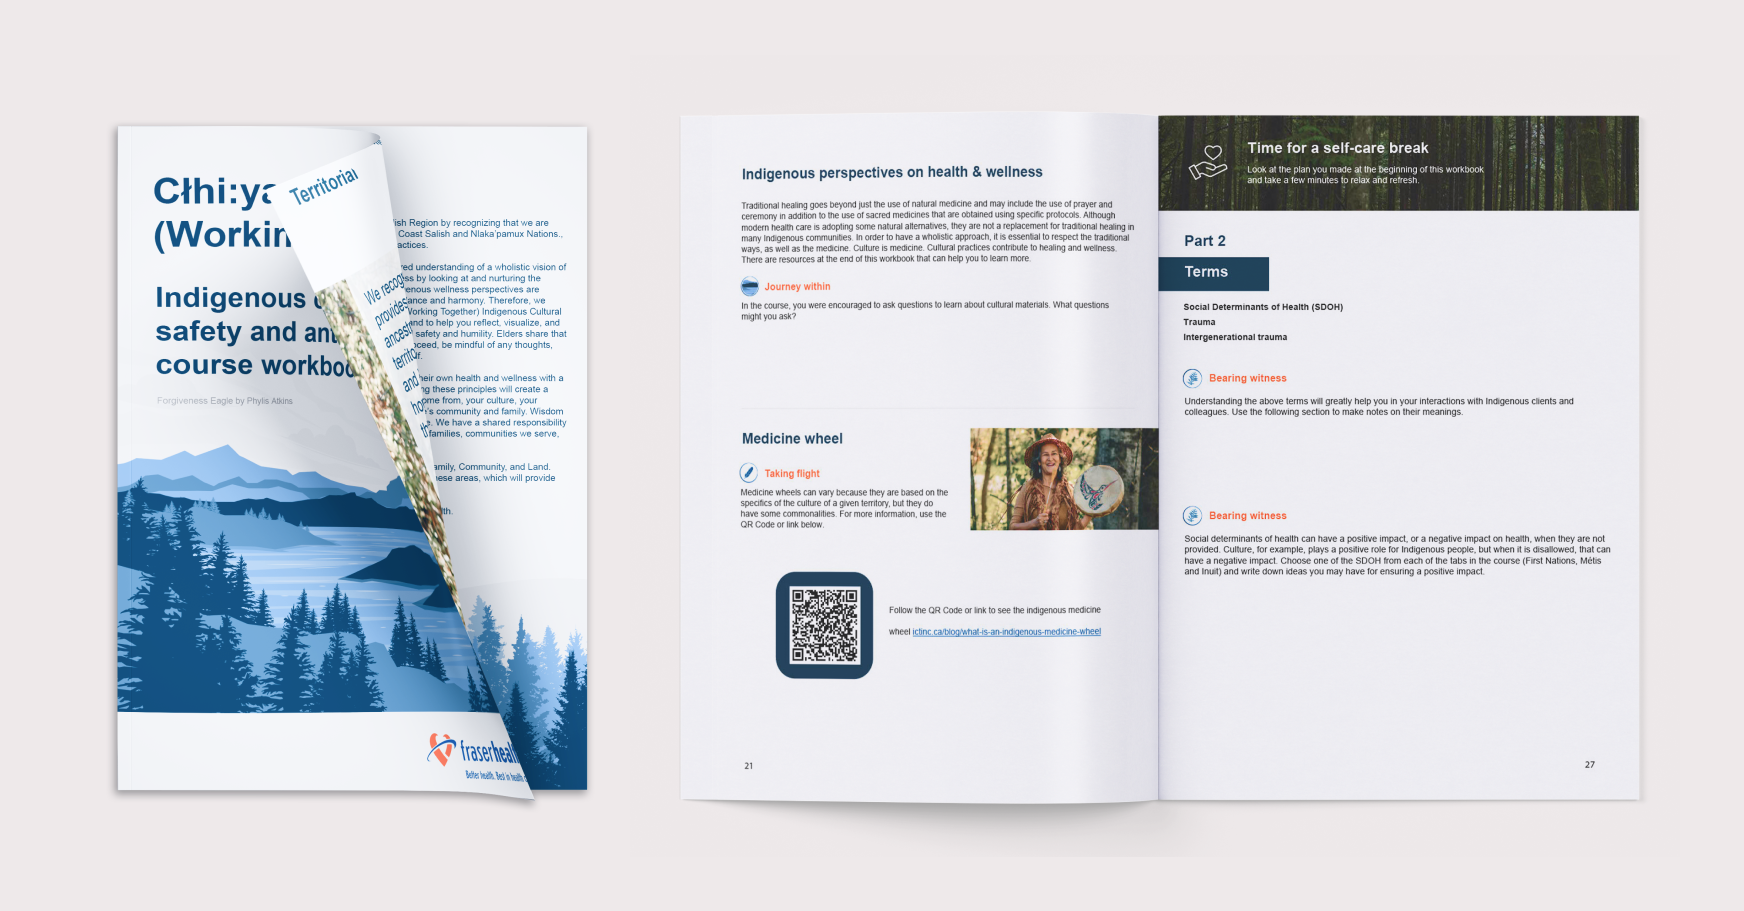 Cłhi:ya
(Workin
Indigenous c
safety and ant
course workboo
Forgiveness Eagle by Phylis Atkins
fraserheal
Better health. Best in health c
Territorial
We recog
provides
ancest
territo
and
ho
th
ish Region by recognizing that we are
Coast Salish and Nlaka'pamux Nations.,
actices.
red understanding of a wholistic vision of
ss by looking at and nurturing the
enous wellness perspectives are
ance and harmony. Therefore, we
Working Together) Indigenous Cultural
nd to help you reflect, visualize, and
safety and humility. Elders share that
oceed, be mindful of any thoughts,
lf.
heir own health and wellness with a
ng these principles will create a
ome from, your culture, your
's community and family. Wisdom
e. We have a shared responsibility
families, communities we serve,
amily, Community, and Land.
hese areas, which will provide
lth.
Indigenous perspectives on health & wellness
Traditional healing goes beyond just the use of natural medicine and may include the use of prayer and
ceremony in addition to the use of sacred medicines that are obtained using specific protocols. Although
modern health care is adopting some natural alternatives, they are not a replacement for traditional healing in
many Indigenous communities. In order to have a wholistic approach, it is essential to respect the traditional
ways, as well as the medicine. Culture is medicine. Cultural practices contribute to healing and wellness.
There are resources at the end of this workbook that can help you to learn more.
Journey within
In the course, you were encouraged to ask questions to learn about cultural materials. What questions
might you ask?
Medicine wheel
Taking flight
Medicine wheels can vary because they are based on the
specifics of the culture of a given territory, but they do
have some commonalities. For more information, use the
QR Code or link below.
Follow the QR Code or link to see the indigenous medicine
wheel ictinc.ca/blog/what-is-an-indigenous-medicine-wheel
21
Time for a self-care break
Look at the plan you made at the beginning of this workbook
and take a few minutes to relax and refresh.
Part 2
Terms
Social Determinants of Health (SDOH)
Trauma
Intergenerational trauma
Bearing witness
Understanding the above terms will greatly help you in your interactions with Indigenous clients and
colleagues. Use the following section to make notes on their meanings.
Bearing witness
Social determinants of health can have a positive impact, or a negative impact on health, when they are not
provided. Culture, for example, plays a positive role for Indigenous people, but when it is disallowed, that can
have a negative impact. Choose one of the SDOH from each of the tabs in the course (First Nations, Métis
and Inuit) and write down ideas you may have for ensuring a positive impact.
27